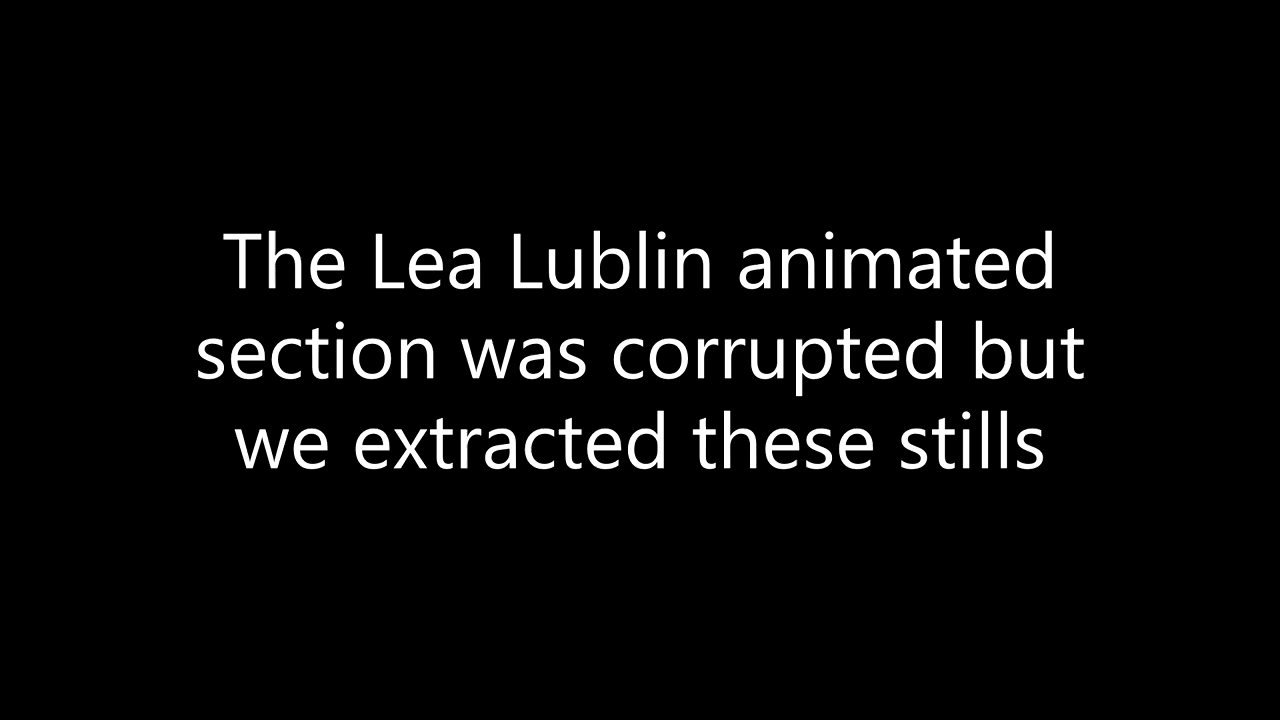 The Lea Lublin animated
section was corrupted but
we extracted these stills